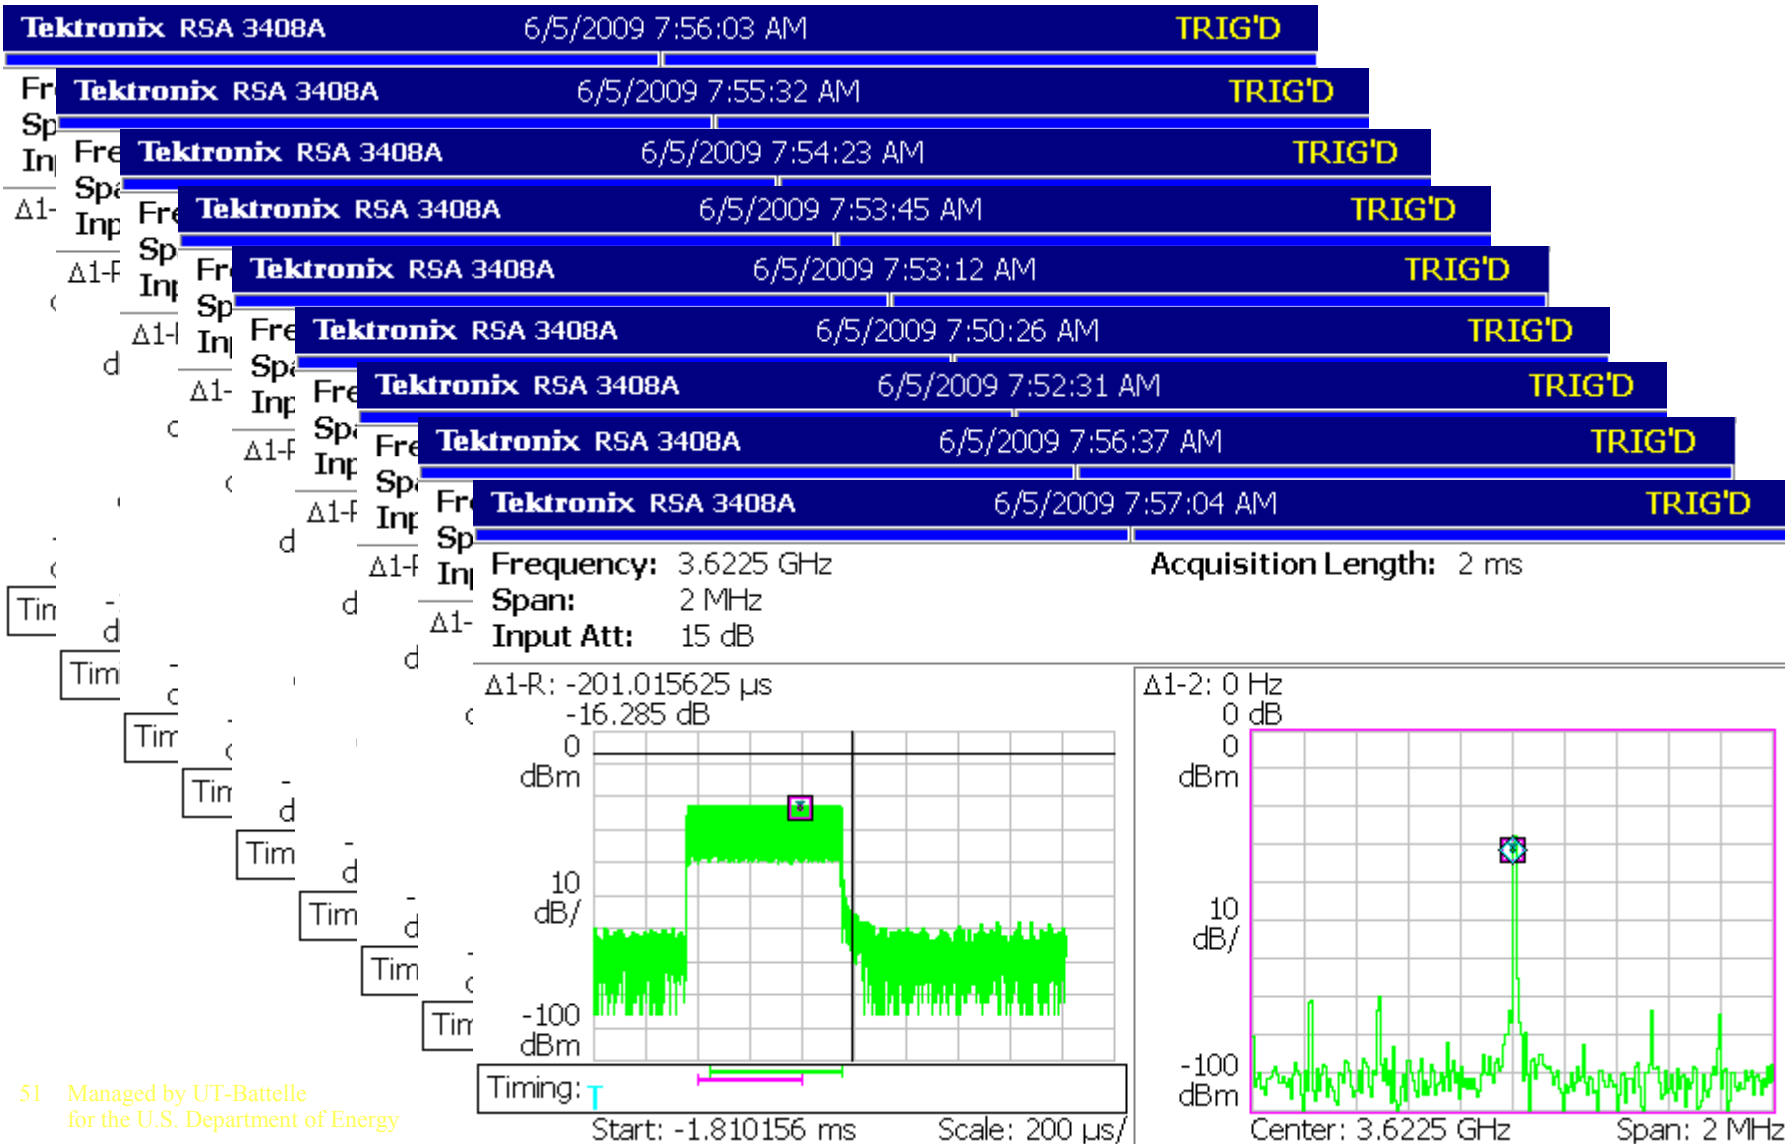 Tektronix RSA 3408A 6/5/2009 7:56:03 AM TRIG'D
Tektronix RSA 3408A 6/5/2009 7:55:32 AM TRIG'D
Tektronix RSA 3408A 6/5/2009 7:54:23 AM TRIG'D
Tektronix RSA 3408A 6/5/2009 7:53:45 AM TRIG'D
Tektronix RSA 3408A 6/5/2009 7:53:12 AM TRIG'D
Tektronix RSA 3408A 6/5/2009 7:50:26 AM TRIG'D
Tektronix RSA 3408A 6/5/2009 7:52:31 AM TRIG'D
Tektronix RSA 3408A 6/5/2009 7:56:37 AM TRIG'D
Tektronix RSA 3408A 6/5/2009 7:57:04 AM TRIG'D
Frequency: 3.6225 GHz Acquisition Length: 2 ms
Span: 2 MHz
Input Att: 15 dB
Δ1-R: -201.015625 µs
-16.285 dB
0
dBm
10
dB/
-100
dBm
Timing: T
Start: -1.810156 ms Scale: 200 µs/
Δ1-2: 0 Hz
0 dB
0
dBm
10
dB/
-100
dBm
Center: 3.6225 GHz Span: 2 MHz
51 Managed by UT-Battelle
for the U.S. Department of Energy